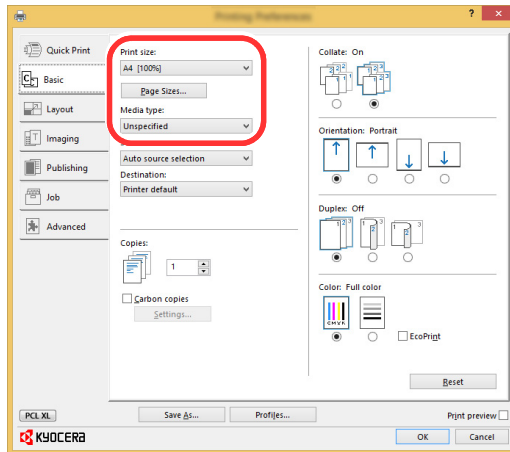 Printing Preferences
?
Quick Print
Basic
Layout
Imaging
Publishing
Job
Advanced
Print size:
A4 [100%]
Page Sizes...
Media type:
Unspecified
Auto source selection
Destination:
Printer default
Copies:
1
Carbon copies
Settings...
Collate: On
Orientation: Portrait
Duplex: Off
Color: Full color
CMYK
EcoPrint
Reset
PCL XL
Save As...
Profiles...
Print preview
KYOCERA
OK
Cancel